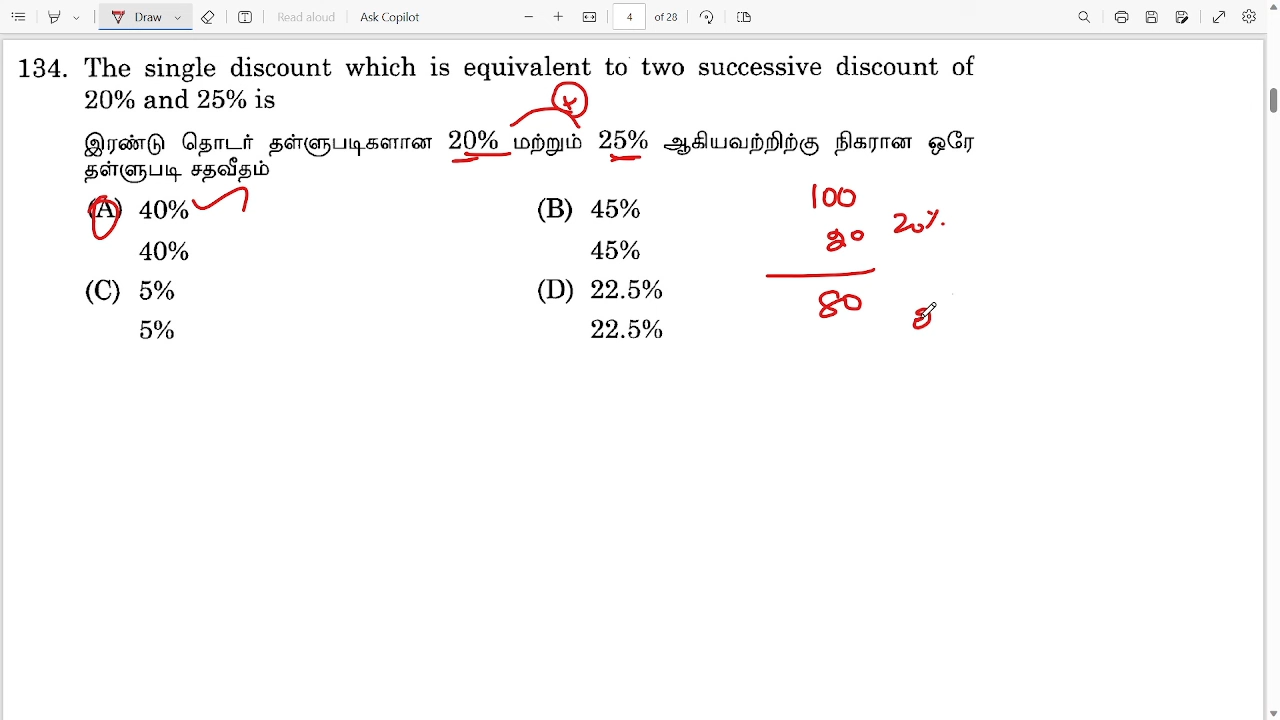 Draw
Read aloud
Ask Copilot
4
of 28
134. The single discount which is equivalent to two successive discount of
20% and 25% is
இரண்டு தொடர் தள்ளுபடிகளான 20% மற்றும் 25% ஆகியவற்றிற்கு நிகரான ஒரே
தள்ளுபடி சதவீதம்
(A) 40%
40%
(B) 45%
45%
(C) 5%
5%
(D) 22.5%
22.5%
100
20 20%
80 8